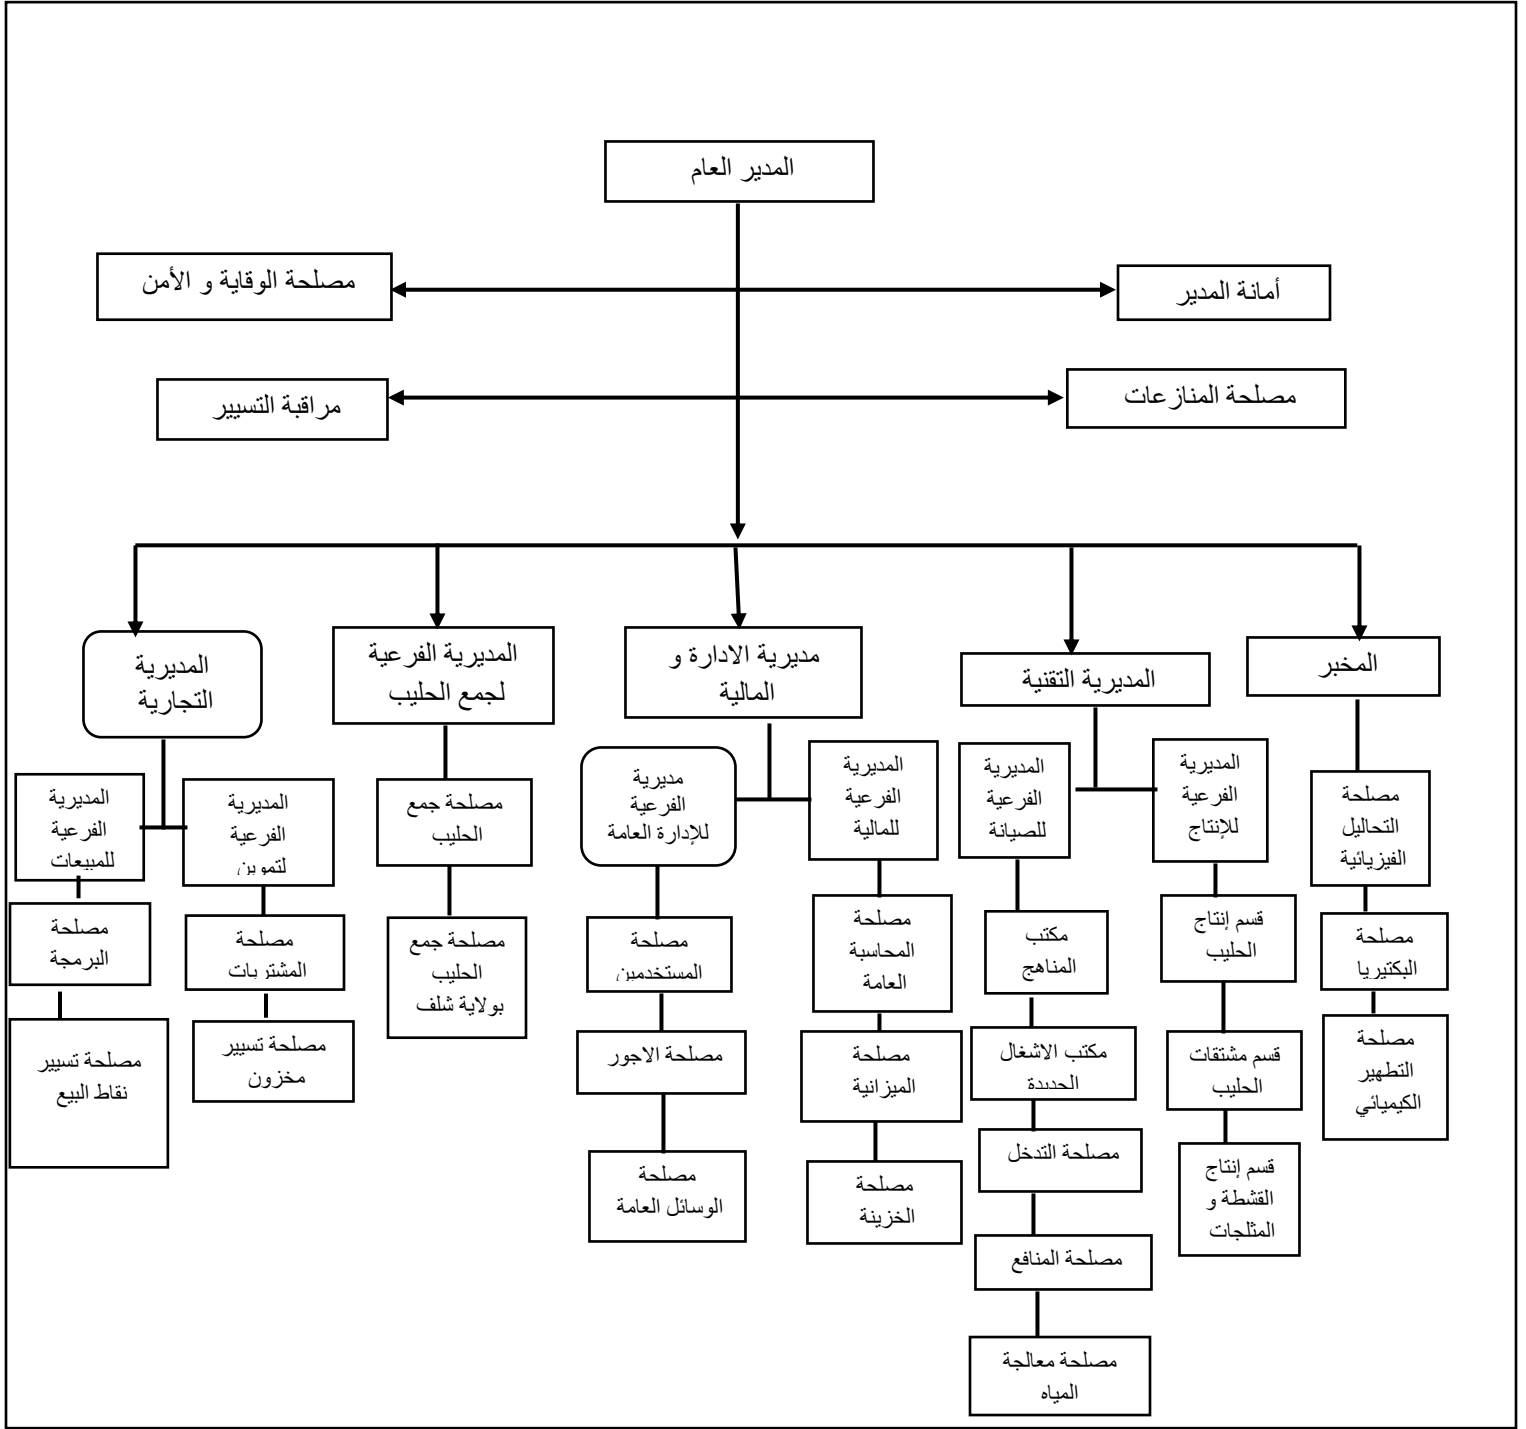 المدير العام
أمانة المدير
مصلحة الوقاية و الأمن
مصلحة المنازعات
مراقبة التسيير
المخبر
المديرية التقنية
مديرية الادارة و
المالية
المديرية الفرعية
لجمع الحليب
المديرية
التجارية
مصلحة
التحاليل
الفيزيائية
مصلحة
البكتيريا
مصلحة
التطهير
الكيميائي
المديرية
الفرعية
للإنتاج
قسم إنتاج
الحليب
قسم مشتقات
الحليب
قسم إنتاج
القشطة و
المثلجات
المديرية
الفرعية
للصيانة
مكتب
المناهج
مكتب الاشغال
الجديدة
مصلحة التدخل
مصلحة المنافع
مصلحة معالجة
المياه
المديرية
الفرعية
للمالية
مصلحة
المحاسبة
العامة
مصلحة
الميزانية
مصلحة
الخزينة
مديرية
الفرعية
للإدارة العامة
مصلحة
المستخدمين
مصلحة الاجور
مصلحة
الوسائل العامة
مصلحة جمع
الحليب
مصلحة جمع
الحليب
بولاية شلف
المديرية
الفرعية
لتموين
مصلحة
المشتريات
مصلحة تسيير
مخزون
المديرية
الفرعية
للمبيعات
مصلحة
البرمجة
مصلحة تسيير
نقاط البيع